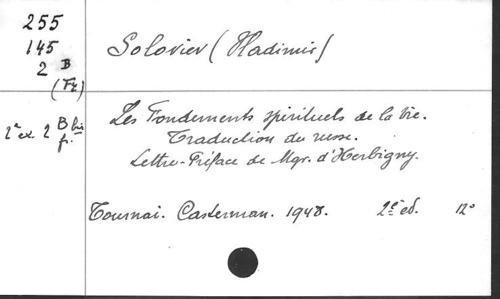 255
145
2 B
(Fr)
Soloviev (Vladimir)
Les Fondements spirituels de la Vie.
Traduction du russe.
Lettre-Préface de Mgr. d'Herbigny.
2e ex. 2 B bis
fr.
Tournai. Casterman. 1948. 2e éd. 12°